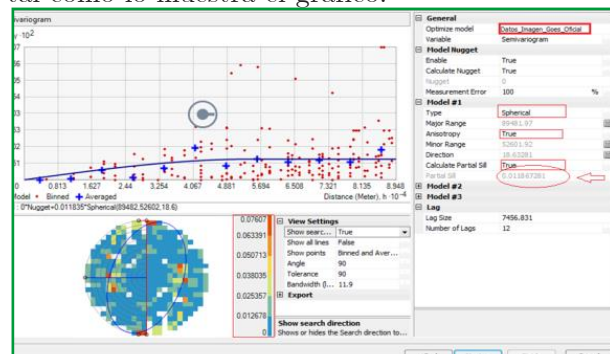 tal como lo muestra el gráfico.
variogram
γ ·10²
0.813 1.627 2.44 3.254 4.067 4.881 5.694 6.508 7.321 8.135 8.948
Distance (Meter), h ·10⁻⁴
Model • Binned + Averaged
: 0*Nugget+0.011835*Spherical(89482,52602,18.6)
0.07607
0.063391
0.050713
0.038035
0.025357
0.012678
0
View Settings
Show searc... True
Show all lines False
Show points Binned and Aver...
Angle 90
Tolerance 90
Bandwidth (l... 11.9
Export
Show search direction
Shows or hides the Search direction to...
General
Optimize model Datos_Imagen_Goes_Oficial
Variable Semivariogram
Model Nugget
Enable True
Calculate Nugget True
Nugget 0
Measurement Error 100 %
Model #1
Type Spherical
Major Range 89481.97
Anisotropy True
Minor Range 52601.92
Direction 18.63281
Calculate Partial Sill True
Partial Sill
Model #2
Model #3
Lag
Lag Size 7456.831
Number of Lags 12